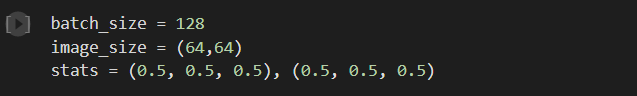 batch_size = 128
image_size = (64,64)
stats = (0.5, 0.5, 0.5), (0.5, 0.5, 0.5)